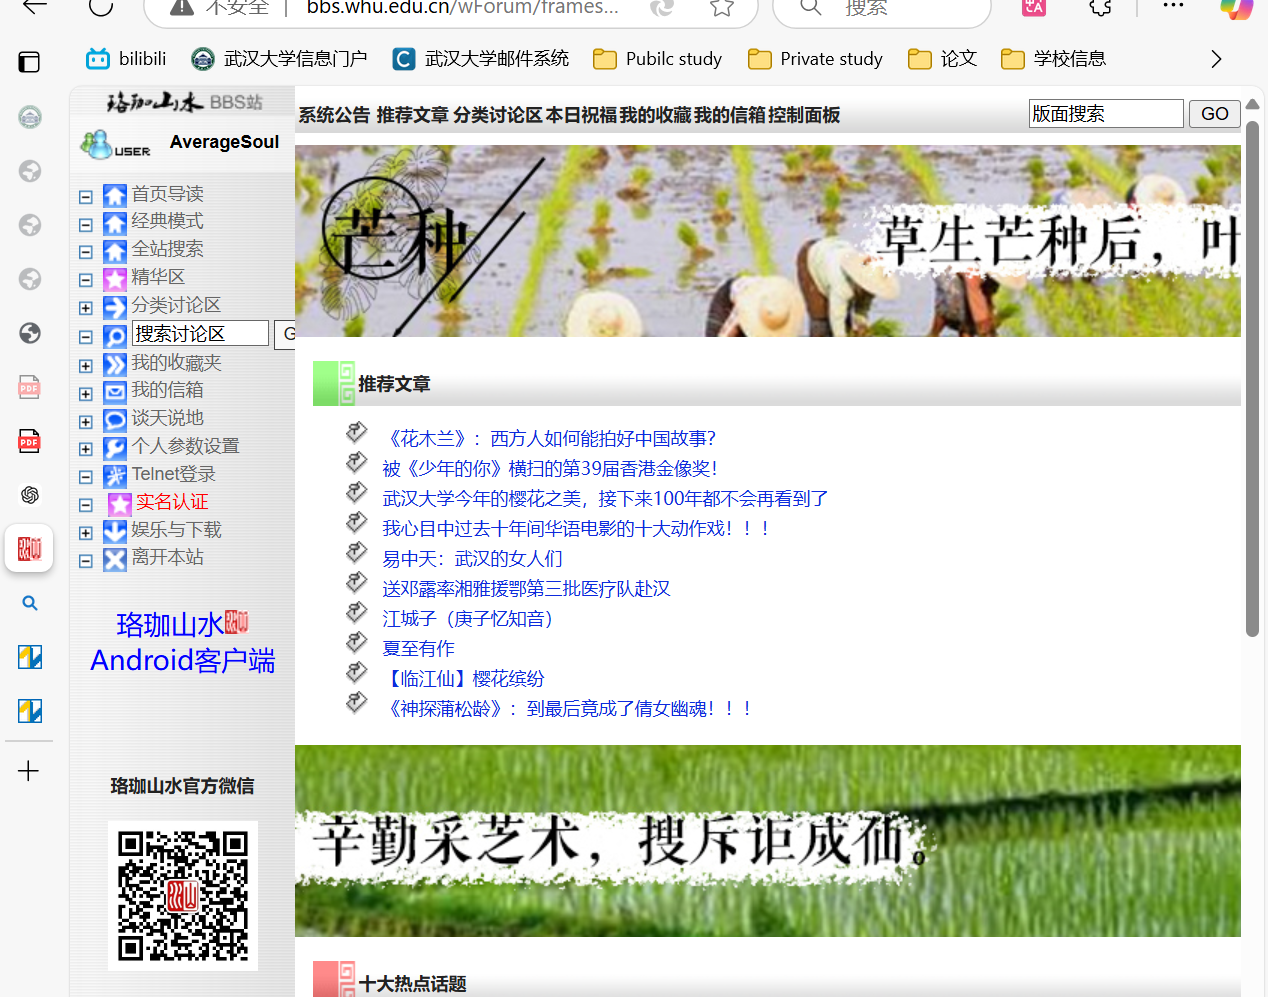 不安全
bbs.whu.edu.cn/wForum/frames...
搜索
bilibili
武汉大学信息门户
武汉大学邮件系统
Pubilc study
Private study
论文
学校信息
珞珈山水 BBS站
USER AverageSoul
首页导读
经典模式
全站搜索
精华区
分类讨论区
搜索讨论区 G
我的收藏夹
我的信箱
谈天说地
个人参数设置
Telnet登录
实名认证
娱乐与下载
离开本站
珞珈山水
Android客户端
珞珈山水官方微信
系统公告 推荐文章 分类讨论区 本日祝福 我的收藏 我的信箱 控制面板
版面搜索 GO
芒种
草生芒种后，叶
推荐文章
《花木兰》：西方人如何能拍好中国故事？
被《少年的你》横扫的第39届香港金像奖！
武汉大学今年的樱花之美，接下来100年都不会再看到了
我心目中过去十年间华语电影的十大动作戏！！！
易中天：武汉的女人们
送邓露率湘雅援鄂第三批医疗队赴汉
江城子（庚子忆知音）
夏至有作
【临江仙】樱花缤纷
《神探蒲松龄》：到最后竟成了倩女幽魂！！！
辛勤采艺术，搜斥讵成仙。
十大热点话题